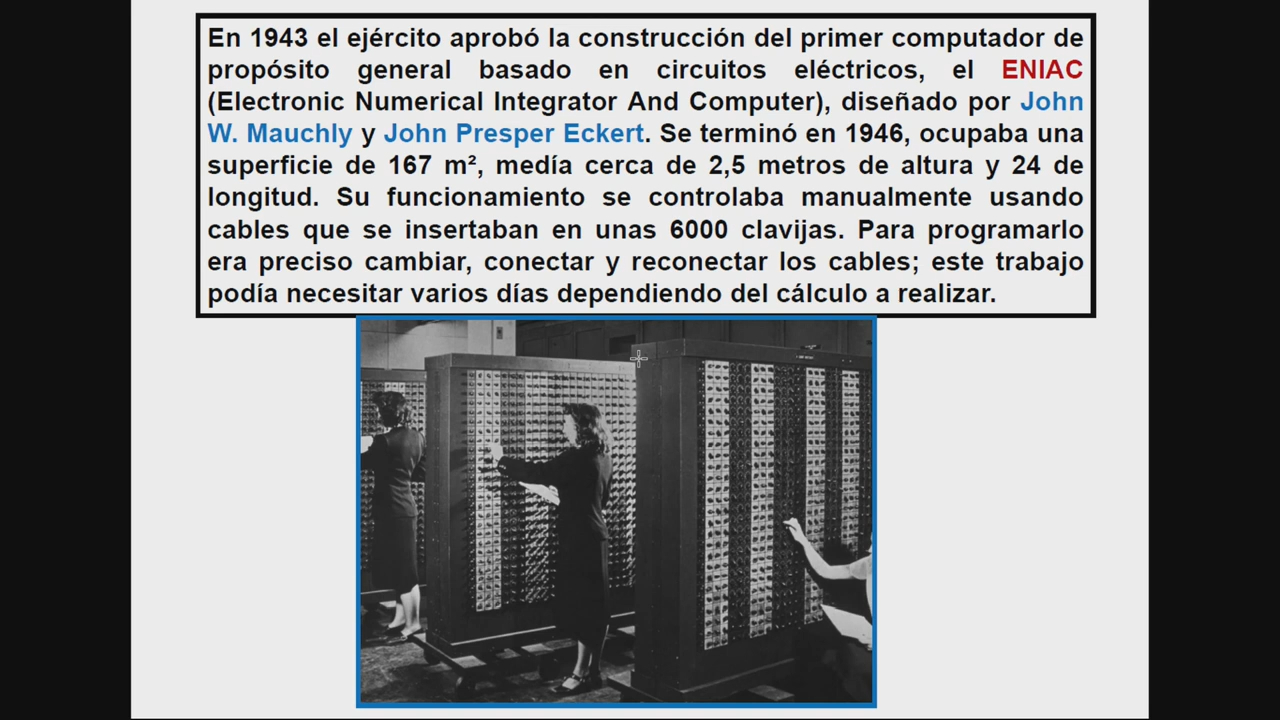 En 1943 el ejército aprobó la construcción del primer computador de
propósito general basado en circuitos eléctricos, el ENIAC
(Electronic Numerical Integrator And Computer), diseñado por John
W. Mauchly y John Presper Eckert. Se terminó en 1946, ocupaba una
superficie de 167 m², medía cerca de 2,5 metros de altura y 24 de
longitud. Su funcionamiento se controlaba manualmente usando
cables que se insertaban en unas 6000 clavijas. Para programarlo
era preciso cambiar, conectar y reconectar los cables; este trabajo
podía necesitar varios días dependiendo del cálculo a realizar.